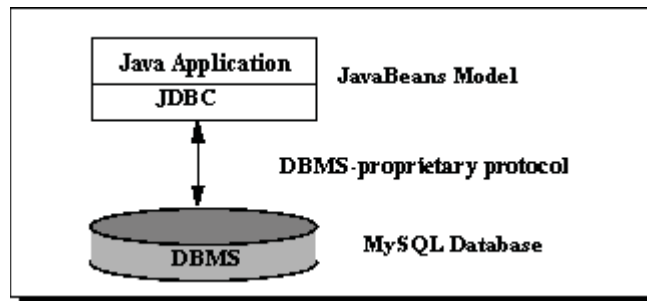 Java Application
JDBC
JavaBeans Model
DBMS-proprietary protocol
DBMS
MySQL Database